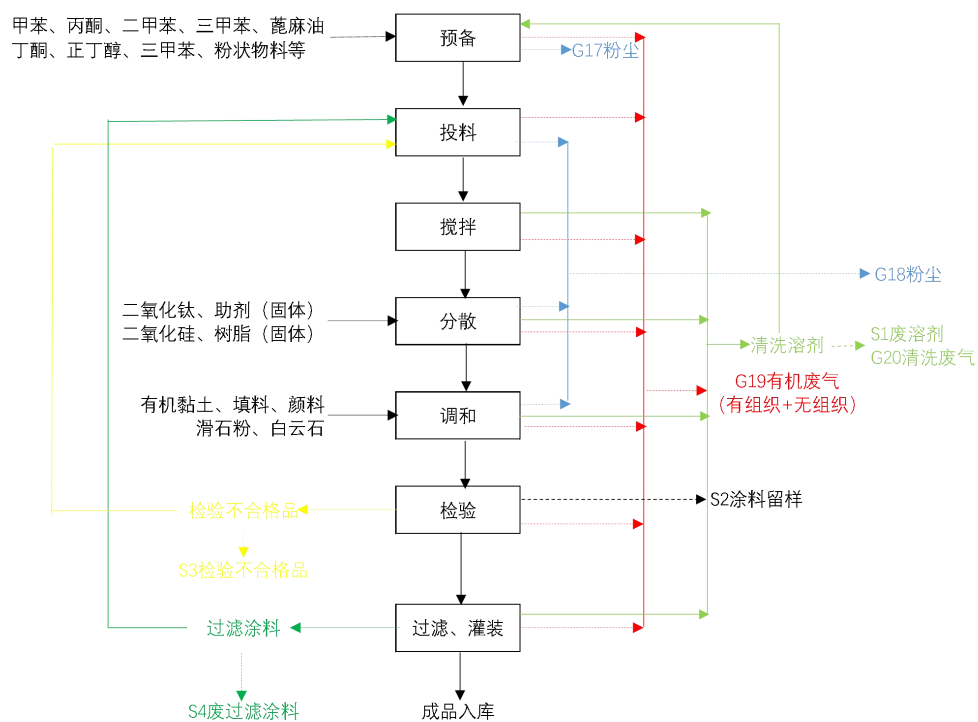 甲苯、丙酮、二甲苯、三甲苯、蓖麻油
丁酮、正丁醇、三甲苯、粉状物料等
预备
G17粉尘
投料
搅拌
G18粉尘
二氧化钛、助剂（固体）
二氧化硅、树脂（固体）
分散
清洗溶剂
S1废溶剂
G20清洗废气
G19有机废气
（有组织+无组织）
有机黏土、填料、颜料
滑石粉、白云石
调和
检验
S2涂料留样
检验不合格品
S3检验不合格品
过滤涂料
过滤、灌装
S4废过滤涂料
成品入库